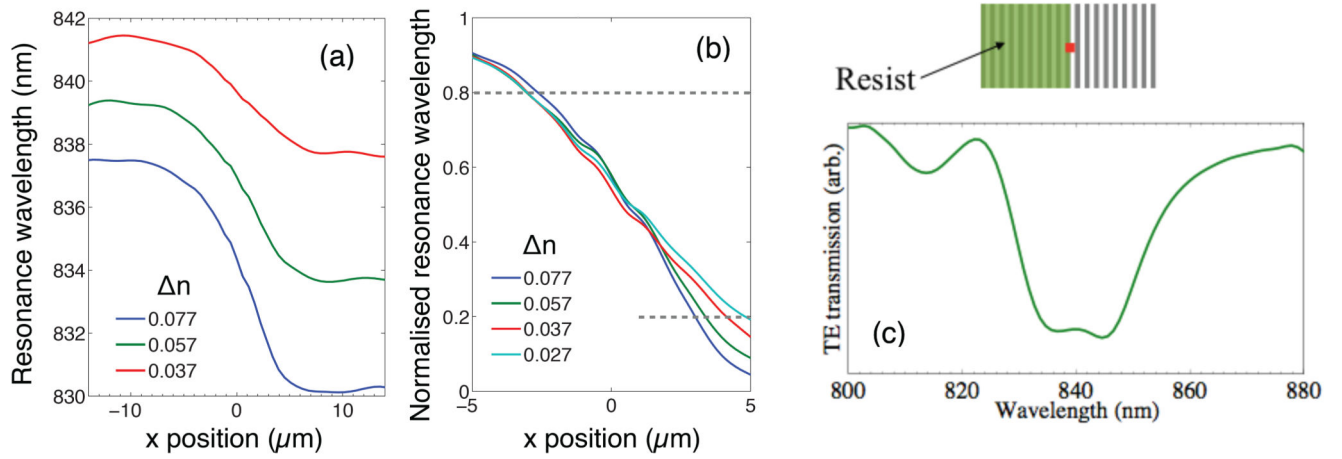 Resonance wavelength (nm)
842
840
838
836
834
832
830
(a)
Δn
0.077
0.057
0.037
−10
0
10
x position (μm)
Normalised resonance wavelength
1
0.8
0.6
0.4
0.2
0
(b)
Δn
0.077
0.057
0.037
0.027
−5
0
5
x position (μm)
Resist
TE transmission (arb.)
(c)
800
820
840
860
880
Wavelength (nm)